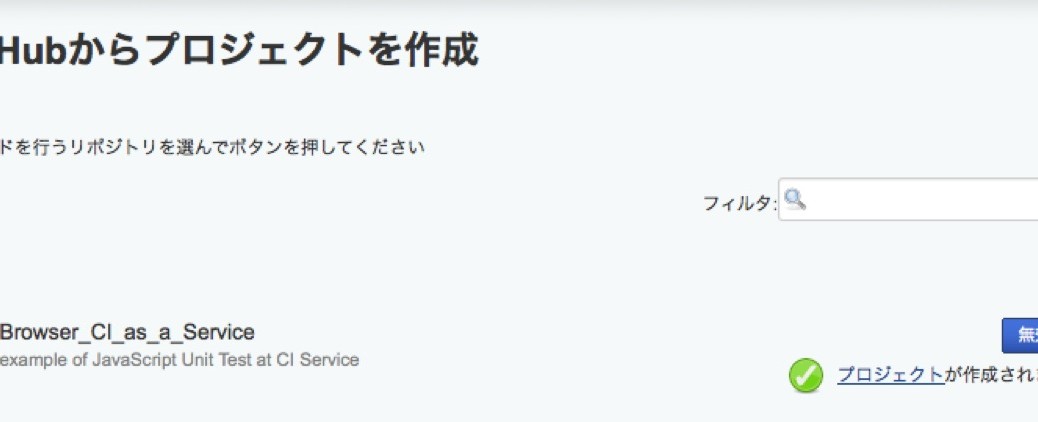 Hubからプロジェクトを作成
ドを行うリポジトリを選んでボタンを押してください
フィルタ:
Browser_CI_as_a_Service
example of JavaScript Unit Test at CI Service
無
プロジェクトが作成され